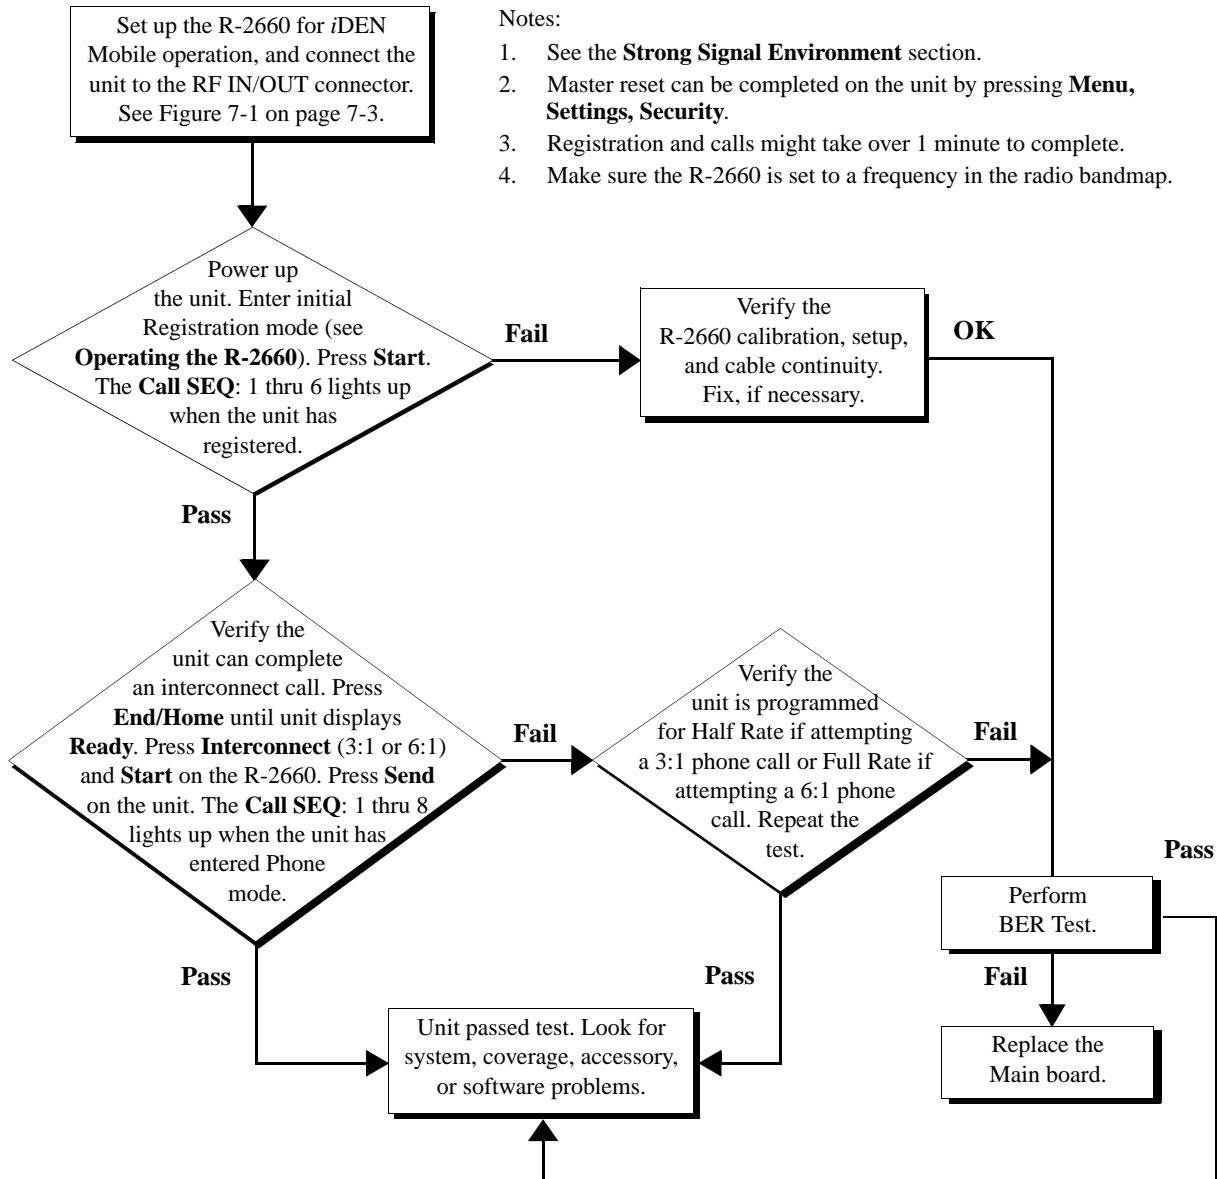 Set up the R-2660 for iDEN
Mobile operation, and connect the
unit to the RF IN/OUT connector.
See Figure 7-1 on page 7-3.
Notes:
1. See the Strong Signal Environment section.
2. Master reset can be completed on the unit by pressing Menu,
Settings, Security.
3. Registration and calls might take over 1 minute to complete.
4. Make sure the R-2660 is set to a frequency in the radio bandmap.
Power up
the unit. Enter initial
Registration mode (see
Operating the R-2660). Press Start.
The Call SEQ: 1 thru 6 lights up
when the unit has
registered.
Fail
Verify the
R-2660 calibration, setup,
and cable continuity.
Fix, if necessary.
OK
Pass
Verify the
unit can complete
an interconnect call. Press
End/Home until unit displays
Ready. Press Interconnect (3:1 or 6:1)
and Start on the R-2660. Press Send
on the unit. The Call SEQ: 1 thru 8
lights up when the unit has
entered Phone
mode.
Fail
Verify the
unit is programmed
for Half Rate if attempting
a 3:1 phone call or Full Rate if
attempting a 6:1 phone
call. Repeat the
test.
Fail
Pass
Perform
BER Test.
Pass
Pass
Fail
Unit passed test. Look for
system, coverage, accessory,
or software problems.
Replace the
Main board.